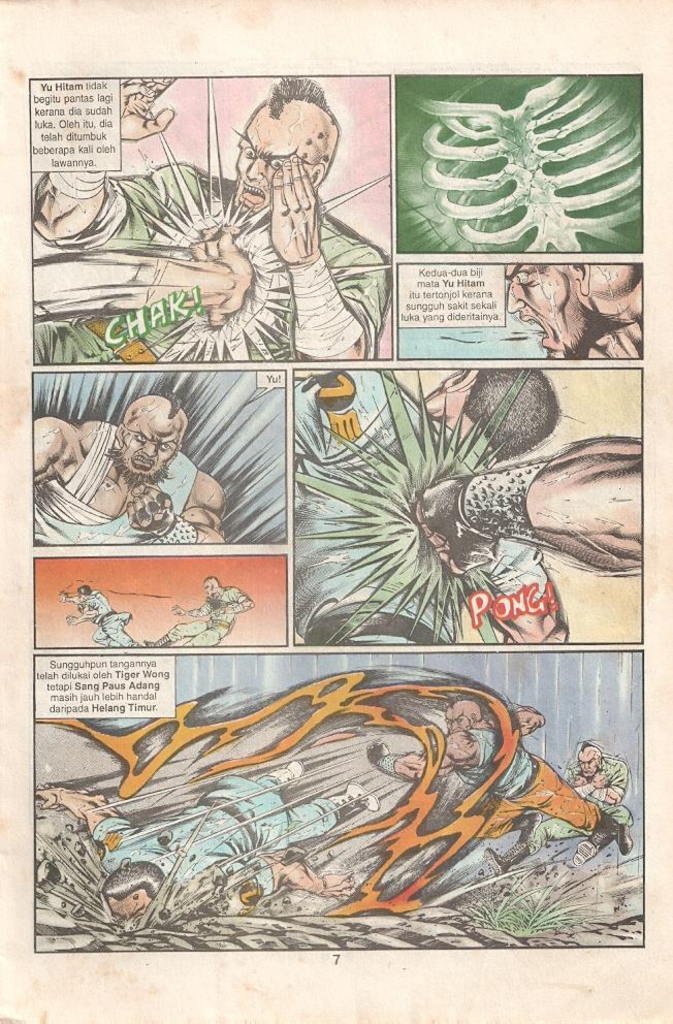 Yu Hitam tidak
begitu pantas lagi
kerana dia sudah
luka. Oleh itu, dia
telah ditumbuk
beberapa kali oleh
lawannya.
CHAK!
Kedua-dua biji
mata Yu Hitam
itu tertonjol kerana
sungguh sakit sekali
luka yang dideritainya.
Yu!
PONG!
Sungguhpun tangannya
telah dilukai oleh Tiger Wong
tetapi Sang Paus Adang
masih jauh lebih handal
daripada Helang Timur.
7